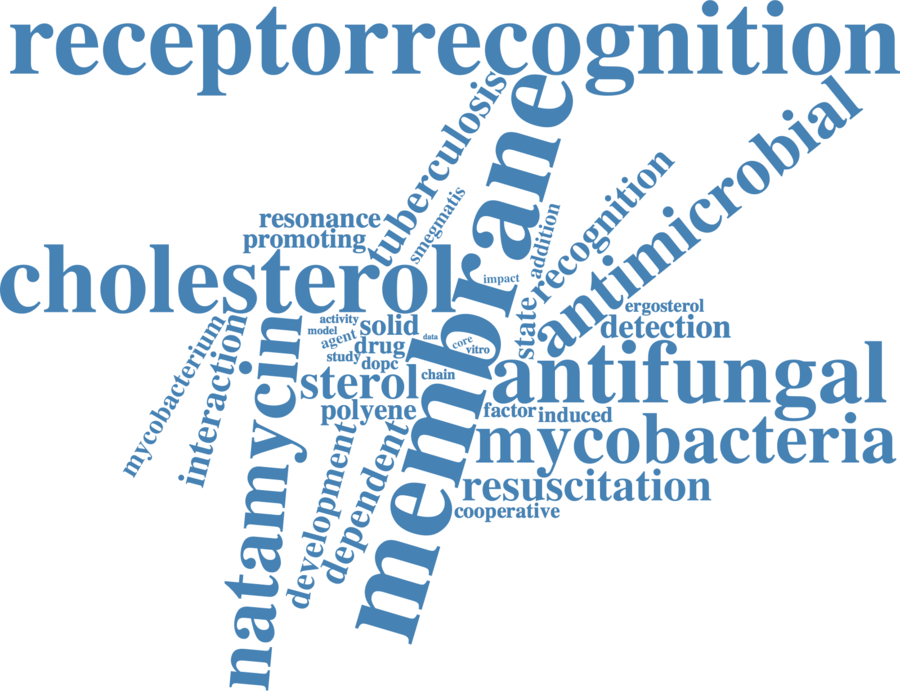 receptorrecognition
tuberculosis
membrane
antimicrobial
smegmatis
recognition
addition
resonance
promoting
cholesterol
impact
state
ergosterol
detection
mycobacterium
interaction
natamycin
activity
model
agent
study
solid
drug
dopc
data
core
vitro
sterol
chain
polyene
antifungal
factor
induced
mycobacteria
development
dependent
resuscitation
cooperative